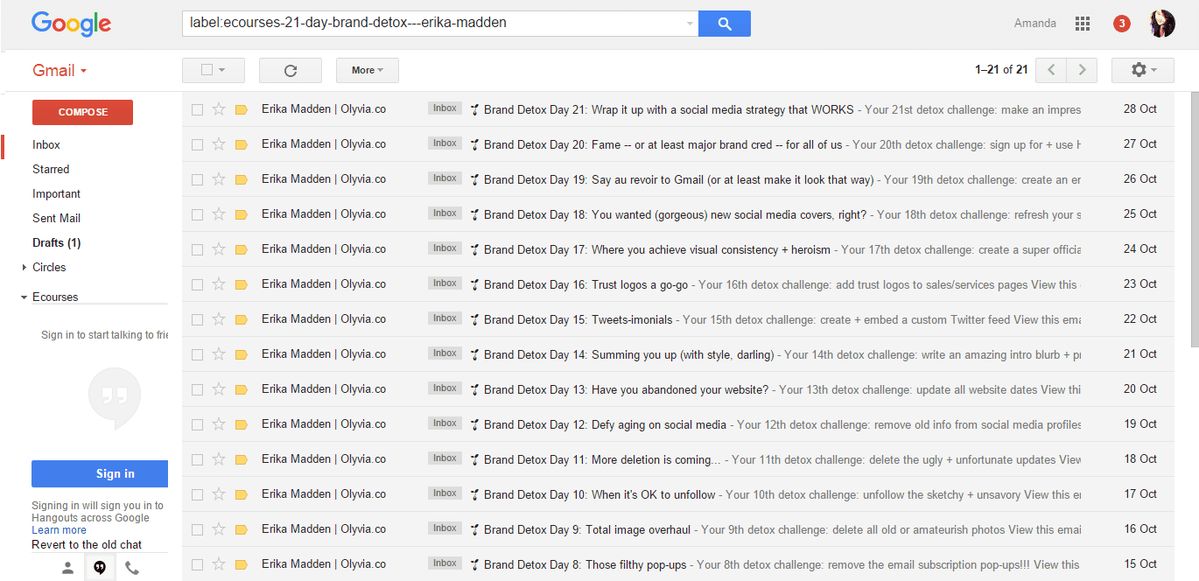 Google
label:ecourses-21-day-brand-detox---erika-madden
Amanda
3
Gmail
More
1–21 of 21
COMPOSE
Inbox
Starred
Important
Sent Mail
Drafts (1)
Circles
Ecourses
Sign in to start talking to frie
Sign in
Signing in will sign you in to
Hangouts across Google
Learn more
Revert to the old chat
Erika Madden | Olyvia.co Inbox Brand Detox Day 21: Wrap it up with a social media strategy that WORKS - Your 21st detox challenge: make an impres 28 Oct
Erika Madden | Olyvia.co Inbox Brand Detox Day 20: Fame -- or at least major brand cred -- for all of us - Your 20th detox challenge: sign up for + use H 27 Oct
Erika Madden | Olyvia.co Inbox Brand Detox Day 19: Say au revoir to Gmail (or at least make it look that way) - Your 19th detox challenge: create an er 26 Oct
Erika Madden | Olyvia.co Inbox Brand Detox Day 18: You wanted (gorgeous) new social media covers, right? - Your 18th detox challenge: refresh your s 25 Oct
Erika Madden | Olyvia.co Inbox Brand Detox Day 17: Where you achieve visual consistency + heroism - Your 17th detox challenge: create a super officia 24 Oct
Erika Madden | Olyvia.co Inbox Brand Detox Day 16: Trust logos a go-go - Your 16th detox challenge: add trust logos to sales/services pages View this 23 Oct
Erika Madden | Olyvia.co Inbox Brand Detox Day 15: Tweets-imonials - Your 15th detox challenge: create + embed a custom Twitter feed View this ema 22 Oct
Erika Madden | Olyvia.co Inbox Brand Detox Day 14: Summing you up (with style, darling) - Your 14th detox challenge: write an amazing intro blurb + pr 21 Oct
Erika Madden | Olyvia.co Inbox Brand Detox Day 13: Have you abandoned your website? - Your 13th detox challenge: update all website dates View thi 20 Oct
Erika Madden | Olyvia.co Inbox Brand Detox Day 12: Defy aging on social media - Your 12th detox challenge: remove old info from social media profiles 19 Oct
Erika Madden | Olyvia.co Inbox Brand Detox Day 11: More deletion is coming... - Your 11th detox challenge: delete the ugly + unfortunate updates View 18 Oct
Erika Madden | Olyvia.co Inbox Brand Detox Day 10: When it's OK to unfollow - Your 10th detox challenge: unfollow the sketchy + unsavory View this er 17 Oct
Erika Madden | Olyvia.co Inbox Brand Detox Day 9: Total image overhaul - Your 9th detox challenge: delete all old or amateurish photos View this emai 16 Oct
Erika Madden | Olyvia.co Inbox Brand Detox Day 8: Those filthy pop-ups - Your 8th detox challenge: remove the email subscription pop-ups!!! View this 15 Oct